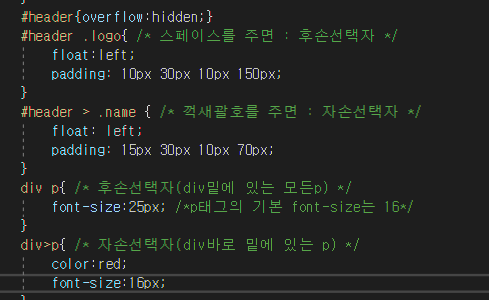 }
#header{overflow:hidden;}
#header .logo{ /* 스페이스를 주면 : 후손선택자 */
float:left;
padding: 10px 30px 10px 150px;
}
#header > .name { /* 꺽새괄호를 주면 : 자손선택자 */
float: left;
padding: 15px 30px 10px 70px;
}
div p{ /* 후손선택자(div밑에 있는 모든p) */
font-size:25px; /*p태그의 기본 font-size는 16*/
}
div>p{ /* 자손선택자(div바로 밑에 있는 p) */
color:red;
font-size:16px;
}